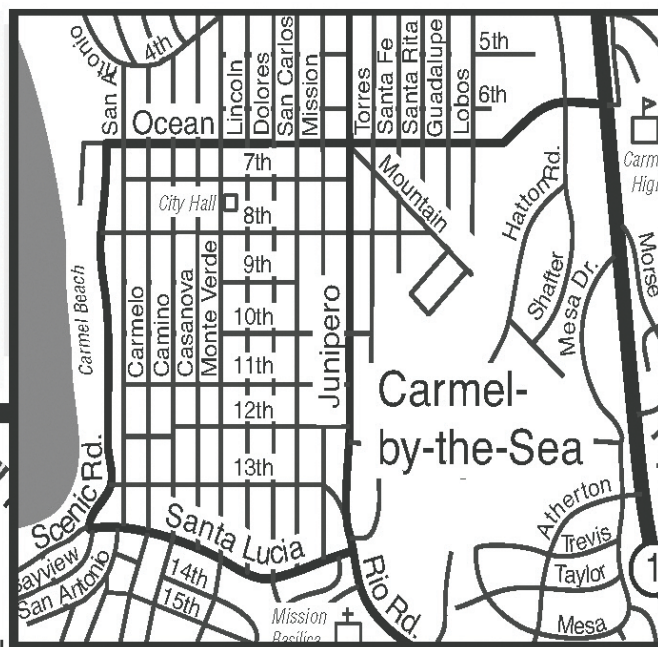 San Antonio
4th
Ocean
Lincoln
Dolores
San Carlos
Mission
Torres
Santa Fe
Santa Rita
Guadalupe
Lobos
5th
6th
7th
City Hall
8th
Mountain
Hatton Rd.
Shafter
Mesa Dr.
Morse
Carmel Beach
Carmelo
Camino
Casanova
Monte Verde
9th
10th
11th
12th
13th
Junipero
Carmel-
by-the-Sea
Scenic Rd.
Santa Lucia
Bayview
San Antonio
14th
15th
Rio Rd.
Mission
Basilica
Atherton
Trevis
Taylor
Mesa
1